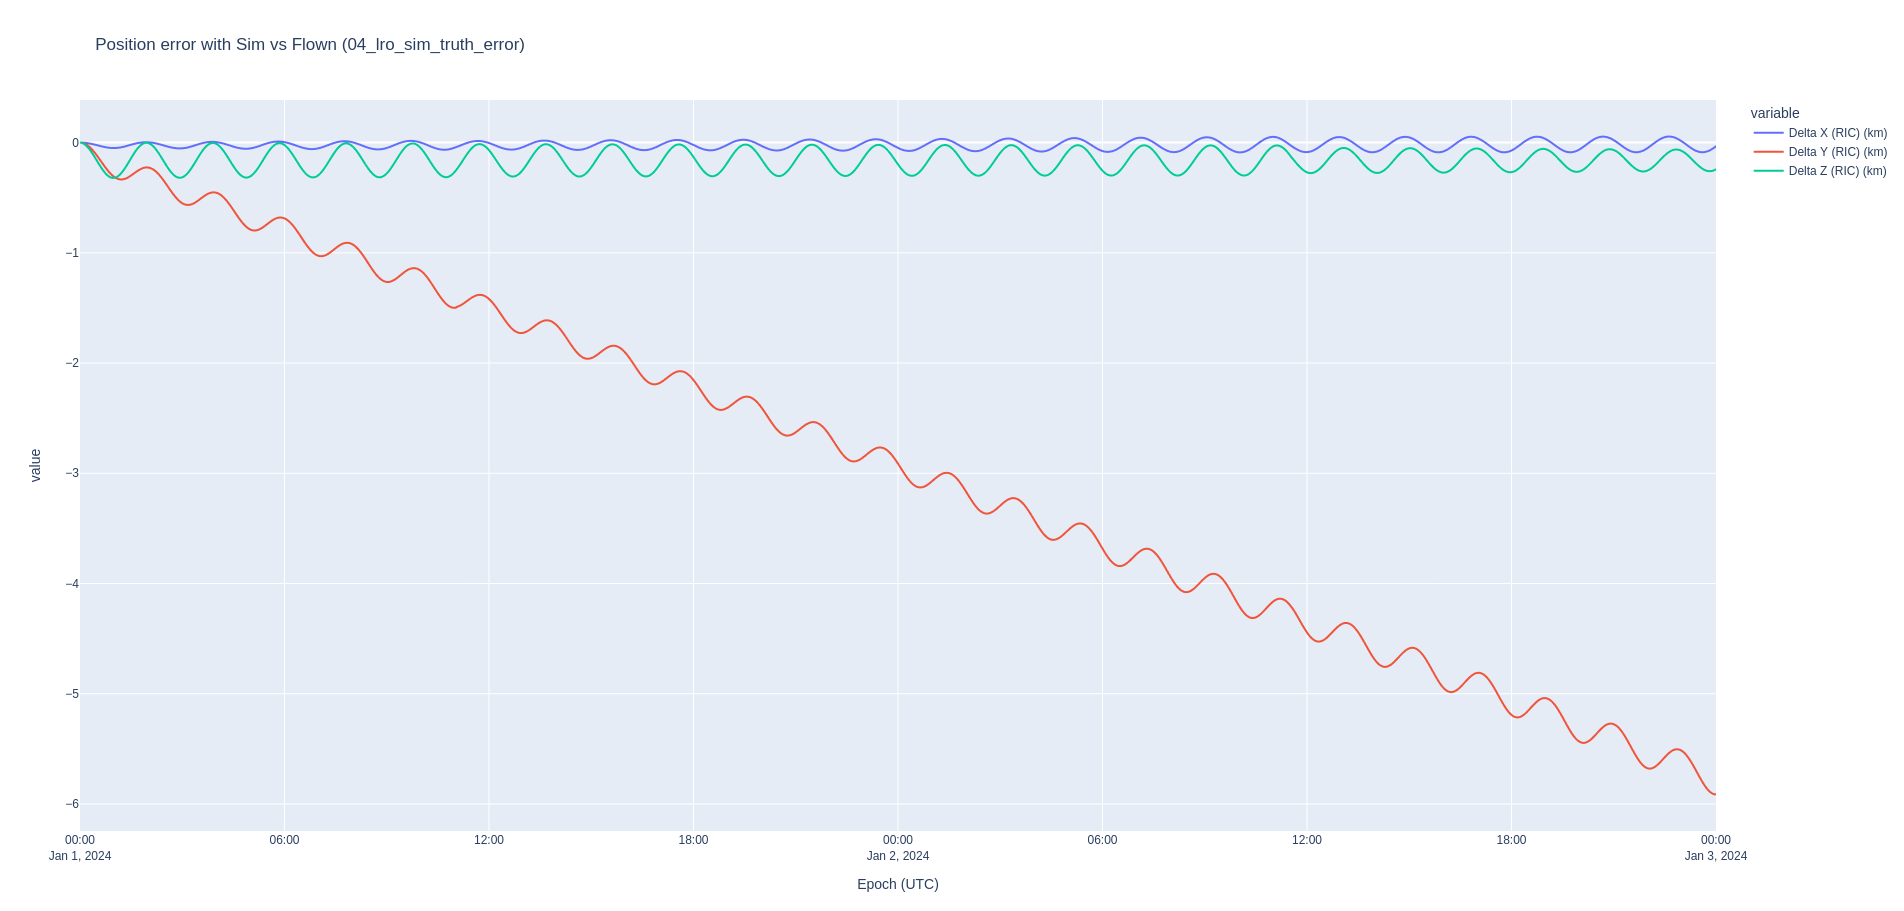 Position error with Sim vs Flown (04_lro_sim_truth_error)
variable
Delta X (RIC) (km)
Delta Y (RIC) (km)
Delta Z (RIC) (km)
value
0
−1
−2
−3
−4
−5
−6
00:00
Jan 1, 2024
06:00
12:00
18:00
00:00
Jan 2, 2024
06:00
12:00
18:00
00:00
Jan 3, 2024
Epoch (UTC)